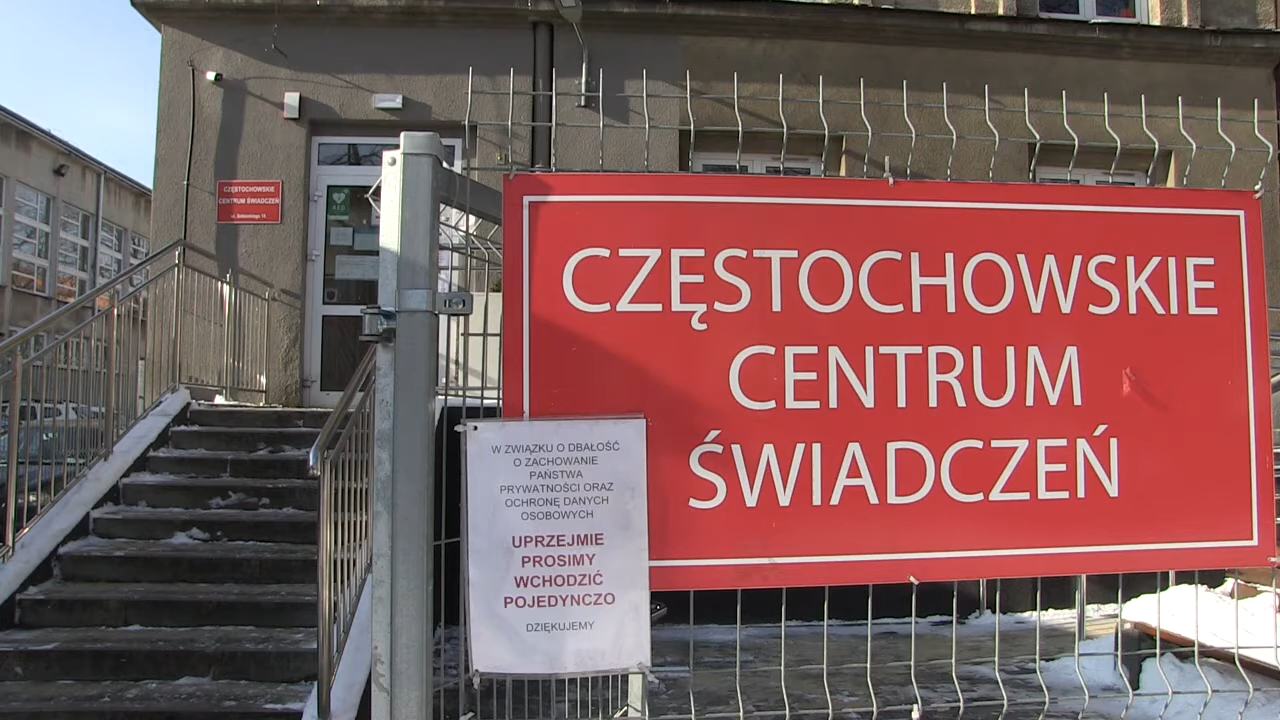 CZĘSTOCHOWSKIE
CENTRUM ŚWIADCZEŃ
AED
CZĘSTOCHOWSKIE
CENTRUM
ŚWIADCZEŃ
W ZWIĄZKU O DBAŁOŚĆ
O ZACHOWANIE
PAŃSTWA
PRYWATNOŚCI ORAZ
OCHRONĘ DANYCH
OSOBOWYCH
UPRZEJMIE
PROSIMY
WCHODZIĆ
POJEDYNCZO
DZIĘKUJEMY